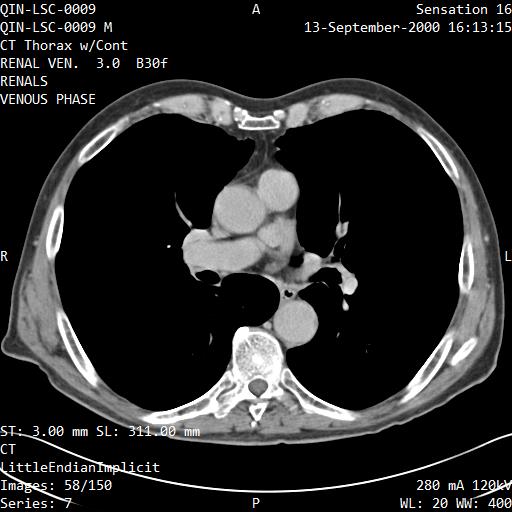 QIN-LSC-0009 A Sensation 16
QIN-LSC-0009 M 13-September-2000 16:13:15
CT Thorax w/Cont
RENAL VEN. 3.0 B30f
RENALS
VENOUS PHASE
R L
ST: 3.00 mm SL: 311.00 mm
CT
LittleEndianImplicit
Images: 58/150 280 mA 120kV
Series: 7 P WL: 20 WW: 400